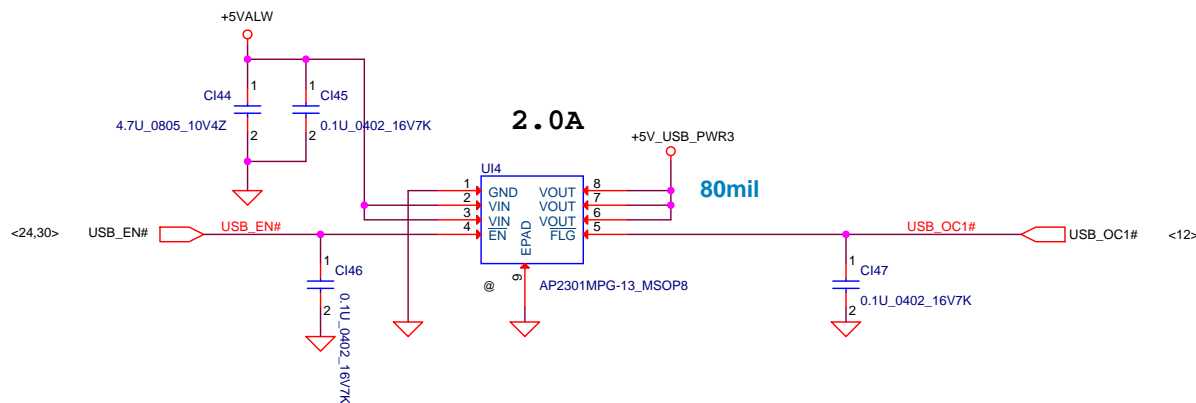 +5VALW
1
CI44
2
4.7U_0805_10V4Z
1
CI45
2
0.1U_0402_16V7K
2.0A
+5V_USB_PWR3
80mil
UI4
1 GND VOUT 8
2 VIN VOUT 7
3 VIN VOUT 6
4 EN FLG 5
EPAD
9
@ AP2301MPG-13_MSOP8
<24,30> USB_EN# USB_EN#
USB_OC1# USB_OC1# <12>
1
CI46
2
0.1U_0402_16V7K
1
CI47
2
0.1U_0402_16V7K